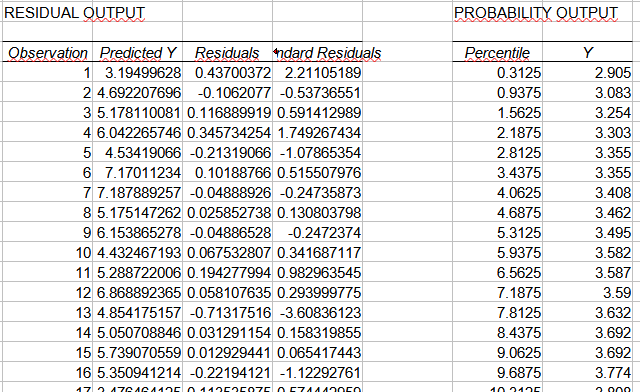 RESIDUAL OUTPUT PROBABILITY OUTPUT
Observation Predicted Y Residuals ndard Residuals Percentile Y
1 3.19499628 0.43700372 2.21105189 0.3125 2.905
2 4.692207696 -0.1062077 -0.53736551 0.9375 3.083
3 5.178110081 0.116889919 0.591412989 1.5625 3.254
4 6.042265746 0.345734254 1.749267434 2.1875 3.303
5 4.53419066 -0.21319066 -1.07865354 2.8125 3.355
6 7.17011234 0.10188766 0.515507976 3.4375 3.355
7 7.187889257 -0.04888926 -0.24735873 4.0625 3.408
8 5.175147262 0.025852738 0.130803798 4.6875 3.462
9 6.153865278 -0.04886528 -0.2472374 5.3125 3.495
10 4.432467193 0.067532807 0.341687117 5.9375 3.582
11 5.288722006 0.194277994 0.982963545 6.5625 3.587
12 6.868892365 0.058107635 0.293999775 7.1875 3.59
13 4.854175157 -0.71317516 -3.60836123 7.8125 3.632
14 5.050708846 0.031291154 0.158319855 8.4375 3.692
15 5.739070559 0.012929441 0.065417443 9.0625 3.692
16 5.350941214 -0.22194121 -1.12292761 9.6875 3.774